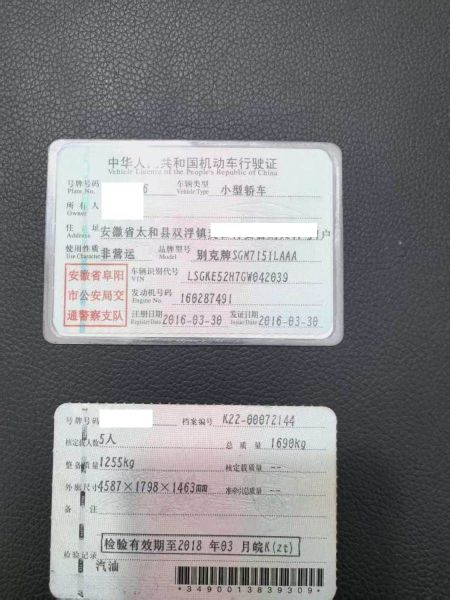 中华人民共和国机动车行驶证
Vehicle License of the People's Republic of China
号牌号码 6 车辆类型 小型轿车
Plate No. Vehicle Type
所有人
Owner
住址 安徽省太和县双浮镇 户
Address
使用性质 非营运 品牌型号 别克牌SGM7151LAAA
Use Character Model
安徽省阜阳
市公安局交
通警察支队
车辆识别代号 LSGKE52H7GW042039
VIN
发动机号码 160287491
Engine No.
注册日期 2016-03-30 发证日期 2016-03-30
Register Date Issue Date
号牌号码 档案编号 K22-00072144
核定载人数 5人 总质量 1690kg
整备质量 1255kg 核定载质量 --
外廓尺寸 4587×1798×1463mm 准牵引总质量 --
备注
检验有效期至2018 年03 月皖K(zt)
检验记录
汽油
*3490013839309*